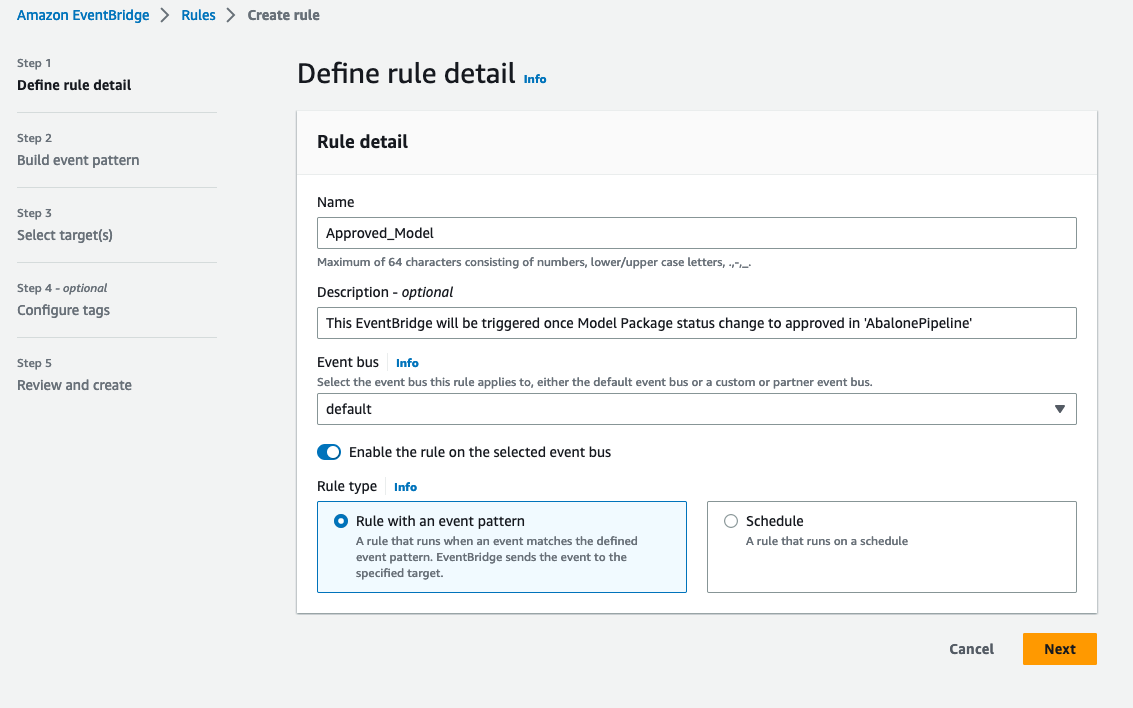 Amazon EventBridge > Rules > Create rule
Step 1
Define rule detail
Step 2
Build event pattern
Step 3
Select target(s)
Step 4 - optional
Configure tags
Step 5
Review and create
Define rule detail Info
Rule detail
Name
Approved_Model
Maximum of 64 characters consisting of numbers, lower/upper case letters, .,-,_.
Description - optional
This EventBridge will be triggered once Model Package status change to approved in 'AbalonePipeline'
Event bus Info
Select the event bus this rule applies to, either the default event bus or a custom or partner event bus.
default
Enable the rule on the selected event bus
Rule type Info
Rule with an event pattern
A rule that runs when an event matches the defined
event pattern. EventBridge sends the event to the
specified target.
Schedule
A rule that runs on a schedule
Cancel
Next